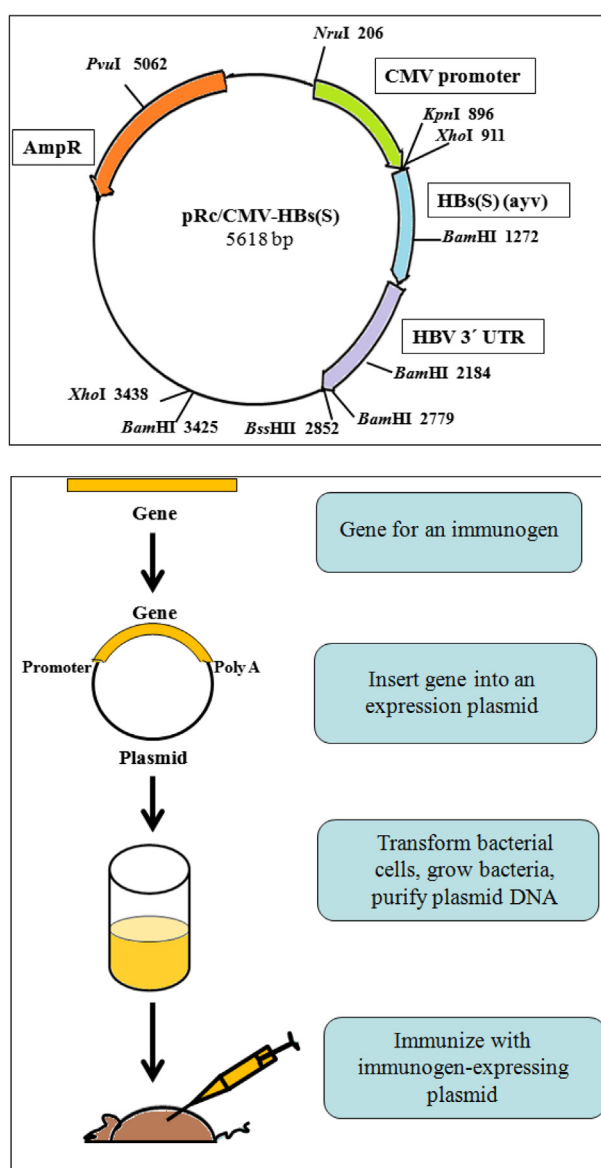 NruI 206
PvuI 5062
CMV promoter
KpnI 896
XhoI 911
AmpR
HBs(S) (ayv)
pRc/CMV-HBs(S)
5618 bp
BamHI 1272
HBV 3´ UTR
BamHI 2184
XhoI 3438
BamHI 3425
BssHII 2852
BamHI 2779
Gene
Gene for an immunogen
Gene
Promoter
Poly A
Insert gene into an
expression plasmid
Plasmid
Transform bacterial
cells, grow bacteria,
purify plasmid DNA
Immunize with
immunogen-expressing
plasmid